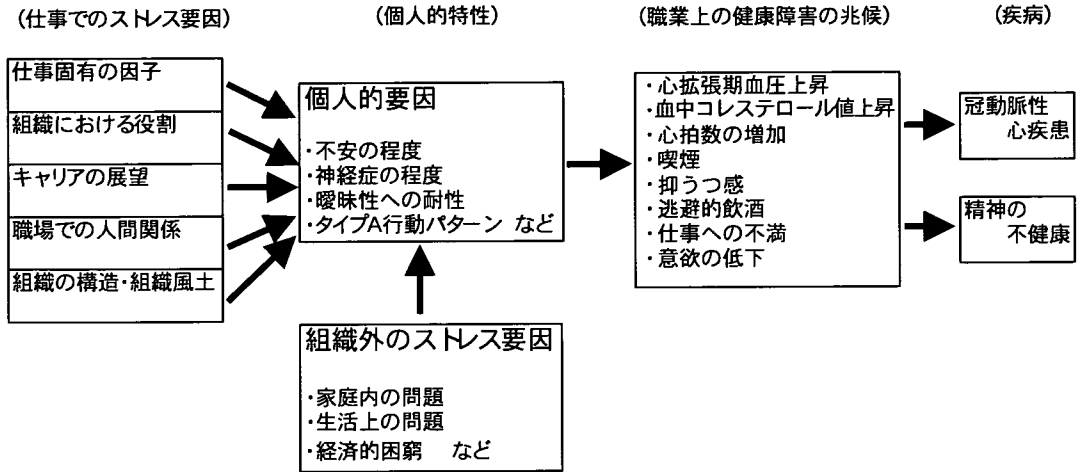 (仕事でのストレス要因)
(個人的特性)
(職業上の健康障害の兆候)
(疾病)
仕事固有の因子
組織における役割
キャリアの展望
職場での人間関係
組織の構造・組織風土
個人的要因
・不安の程度
・神経症の程度
・曖昧性への耐性
・タイプA行動パターン など
組織外のストレス要因
・家庭内の問題
・生活上の問題
・経済的困窮 など
・心拡張期血圧上昇
・血中コレステロール値上昇
・心拍数の増加
・喫煙
・抑うつ感
・逃避的飲酒
・仕事への不満
・意欲の低下
冠動脈性
心疾患
精神の
不健康